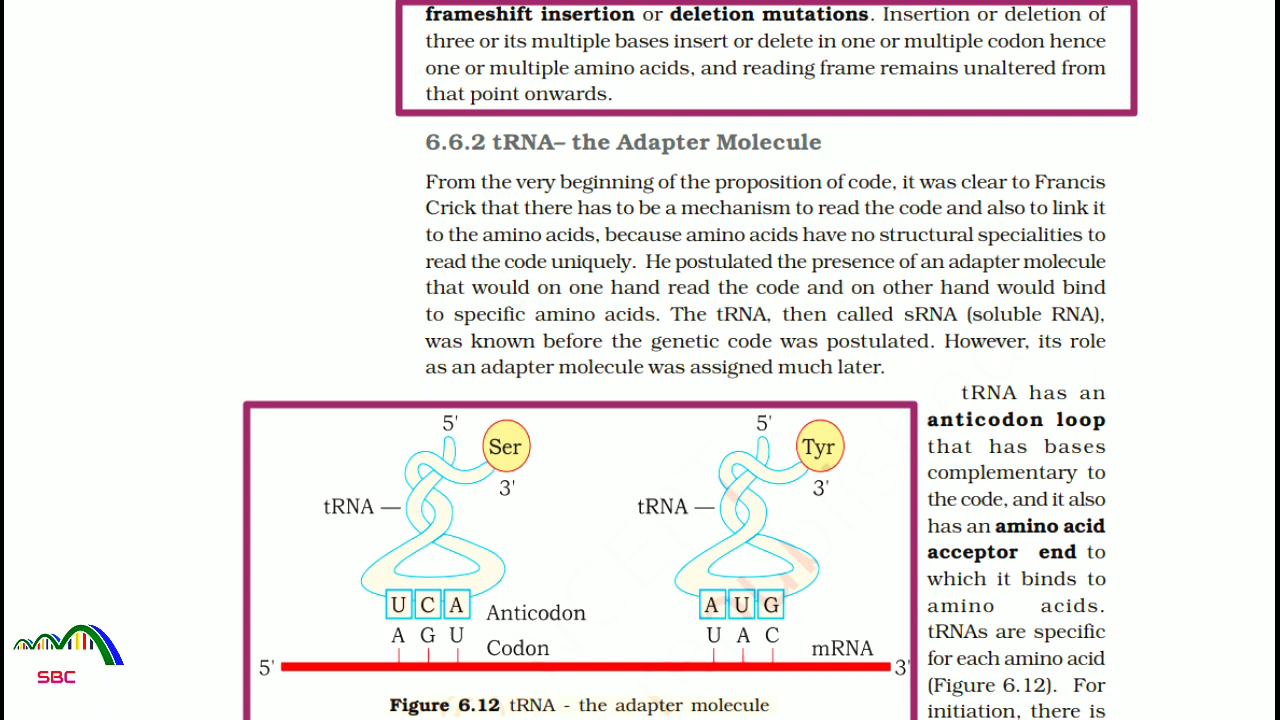 frameshift insertion or deletion mutations. Insertion or deletion of
three or its multiple bases insert or delete in one or multiple codon hence
one or multiple amino acids, and reading frame remains unaltered from
that point onwards.
6.6.2 tRNA– the Adapter Molecule
From the very beginning of the proposition of code, it was clear to Francis
Crick that there has to be a mechanism to read the code and also to link it
to the amino acids, because amino acids have no structural specialities to
read the code uniquely. He postulated the presence of an adapter molecule
that would on one hand read the code and on other hand would bind
to specific amino acids. The tRNA, then called sRNA (soluble RNA),
was known before the genetic code was postulated. However, its role
as an adapter molecule was assigned much later.
tRNA has an
anticodon loop
that has bases
complementary to
the code, and it also
has an amino acid
acceptor end to
which it binds to
amino acids.
tRNAs are specific
for each amino acid
(Figure 6.12). For
initiation, there is
5' 5'
Ser Tyr
3' 3'
tRNA tRNA
U C A Anticodon A U G
A G U Codon U A C mRNA
5' 3'
Figure 6.12 tRNA - the adapter molecule
SBC